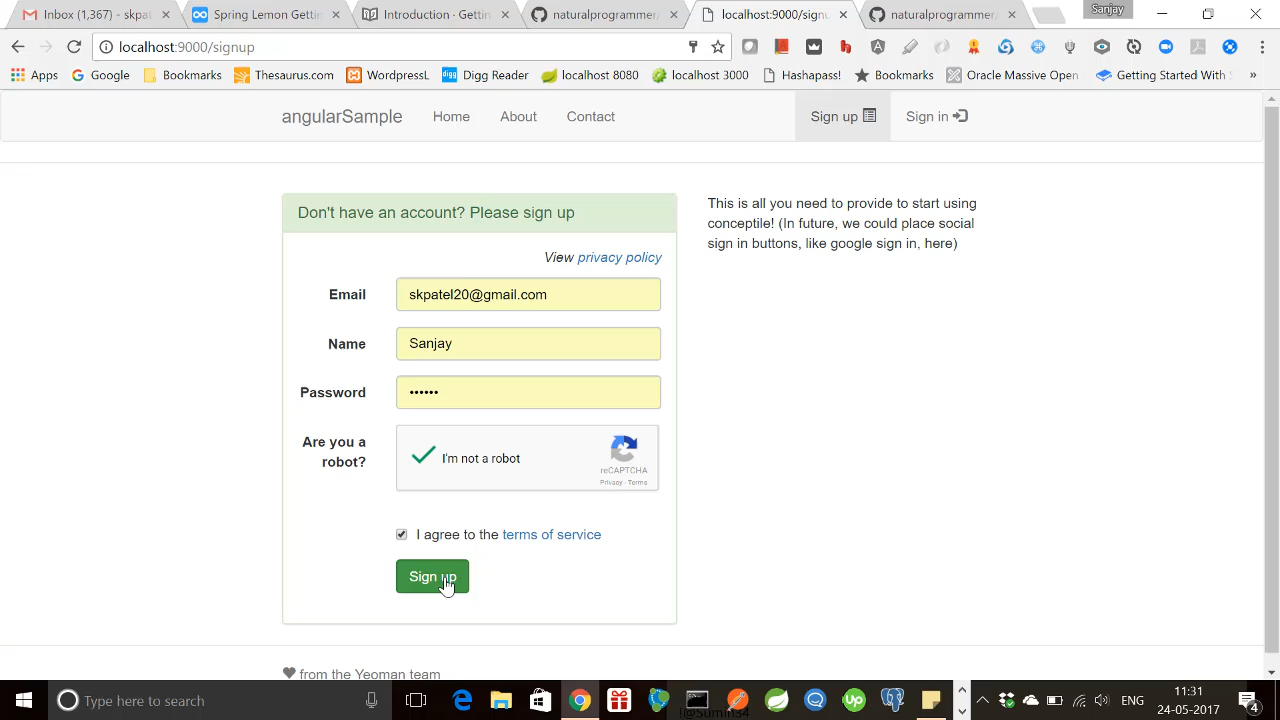 Inbox (1,367) - skpat
Spring Lemon Gettin
Introduction · Gettin
naturalprogrammer/
localhost:9000/signu
naturalprogrammer/
Sanjay
localhost:9000/signup
Apps
Google
Bookmarks
Thesaurus.com
WordpressL
Digg Reader
localhost 8080
localhost 3000
Hashapass!
Bookmarks
Oracle Massive Open
Getting Started With S
»
angularSample
Home
About
Contact
Sign up
Sign in
Don't have an account? Please sign up
View privacy policy
Email
skpatel20@gmail.com
Name
Sanjay
Password
••••••
Are you a
robot?
I'm not a robot
reCAPTCHA
Privacy - Terms
I agree to the terms of service
Sign up
This is all you need to provide to start using
conceptile! (In future, we could place social
sign in buttons, like google sign in, here)
from the Yeoman team
Type here to search
ENG
11:31
24-05-2017
4